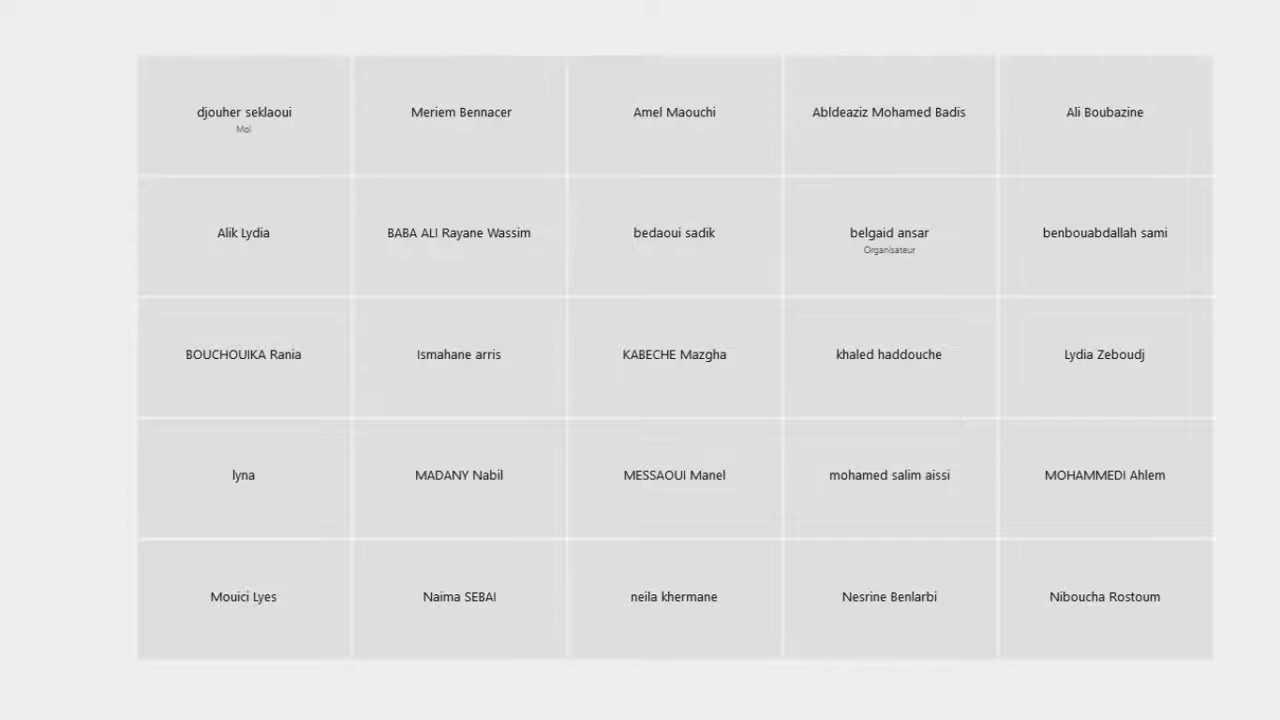 djouher seklaoui
Moi
Meriem Bennacer
Amel Maouchi
Abldeaziz Mohamed Badis
Ali Boubazine
Alik Lydia
BABA ALI Rayane Wassim
bedaoui sadik
belgaid ansar
Organisateur
benbouabdallah sami
BOUCHOUIKA Rania
Ismahane arris
KABECHE Mazgha
khaled haddouche
Lydia Zeboudj
lyna
MADANY Nabil
MESSAOUI Manel
mohamed salim aissi
MOHAMMEDI Ahlem
Mouici Lyes
Naima SEBAI
neila khermane
Nesrine Benlarbi
Niboucha Rostoum